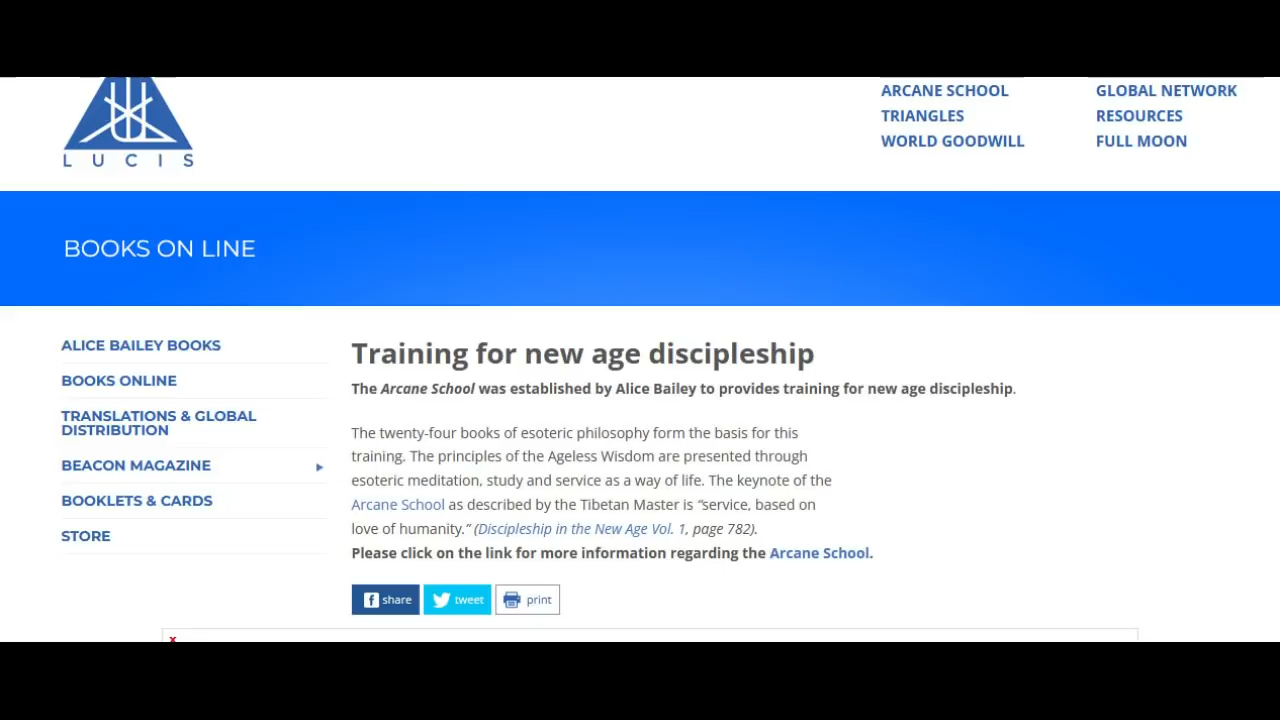 LUCIS
ARCANE SCHOOL
TRIANGLES
WORLD GOODWILL
GLOBAL NETWORK
RESOURCES
FULL MOON
BOOKS ON LINE
ALICE BAILEY BOOKS
BOOKS ONLINE
TRANSLATIONS & GLOBAL
DISTRIBUTION
BEACON MAGAZINE
BOOKLETS & CARDS
STORE
Training for new age discipleship
The Arcane School was established by Alice Bailey to provides training for new age discipleship.
The twenty-four books of esoteric philosophy form the basis for this
training. The principles of the Ageless Wisdom are presented through
esoteric meditation, study and service as a way of life. The keynote of the
Arcane School as described by the Tibetan Master is “service, based on
love of humanity.” (Discipleship in the New Age Vol. 1, page 782).
Please click on the link for more information regarding the Arcane School.
share
tweet
print
x